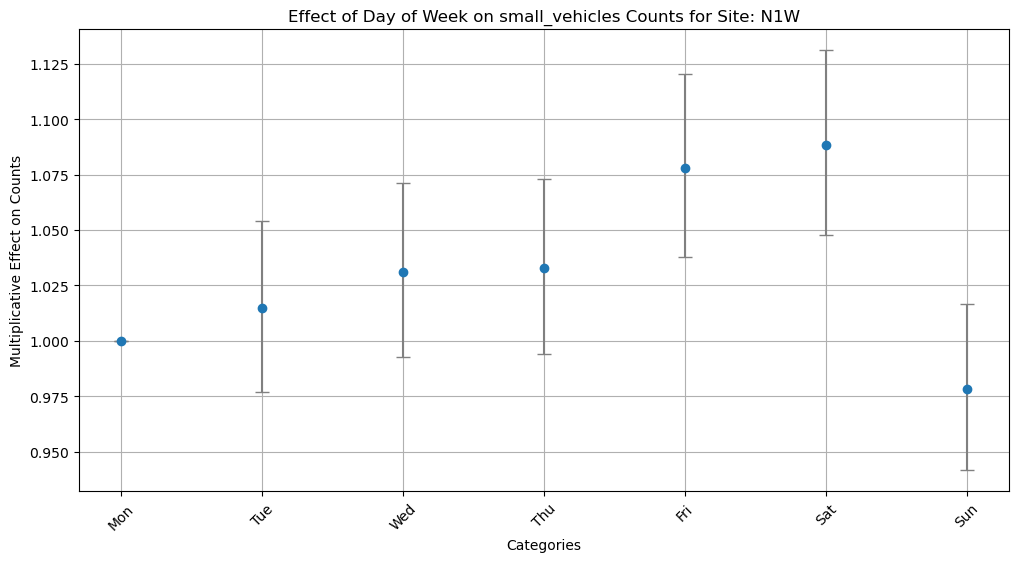 Effect of Day of Week on small_vehicles Counts for Site: N1W
Multiplicative Effect on Counts
1.125
1.100
1.075
1.050
1.025
1.000
0.975
0.950
Mon
Tue
Wed
Thu
Fri
Sat
Sun
Categories